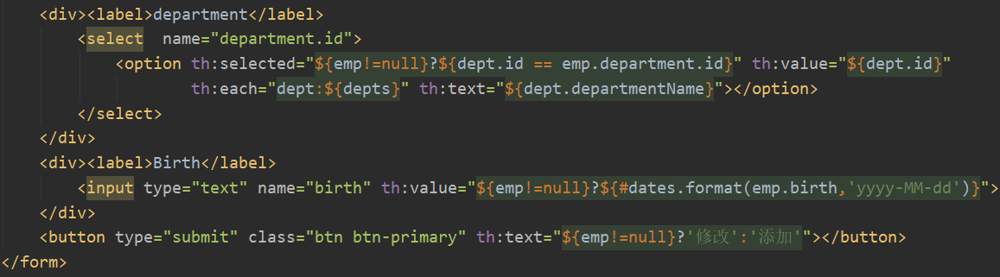 <div><label>department</label>
<select  name="department.id">
<option th:selected="${emp!=null}?${dept.id == emp.department.id}" th:value="${dept.id}"
th:each="dept:${depts}" th:text="${dept.departmentName}"></option>
</select>
</div>
<div><label>Birth</label>
<input type="text" name="birth" th:value="${emp!=null}?${#dates.format(emp.birth,'yyyy-MM-dd')}">
</div>
<button type="submit" class="btn btn-primary" th:text="${emp!=null}?'修改':'添加'"></button>
</form>